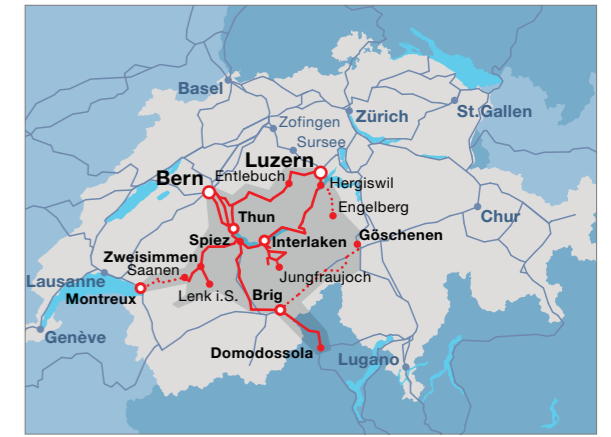 Basel
Zürich
St.Gallen
Zofingen
Sursee
Luzern
Bern
Entlebuch
Hergiswil
Engelberg
Chur
Thun
Göschenen
Spiez
Interlaken
Zweisimmen
Saanen
Jungfraujoch
Lausanne
Lenk i.S.
Brig
Montreux
Genève
Domodossola
Lugano